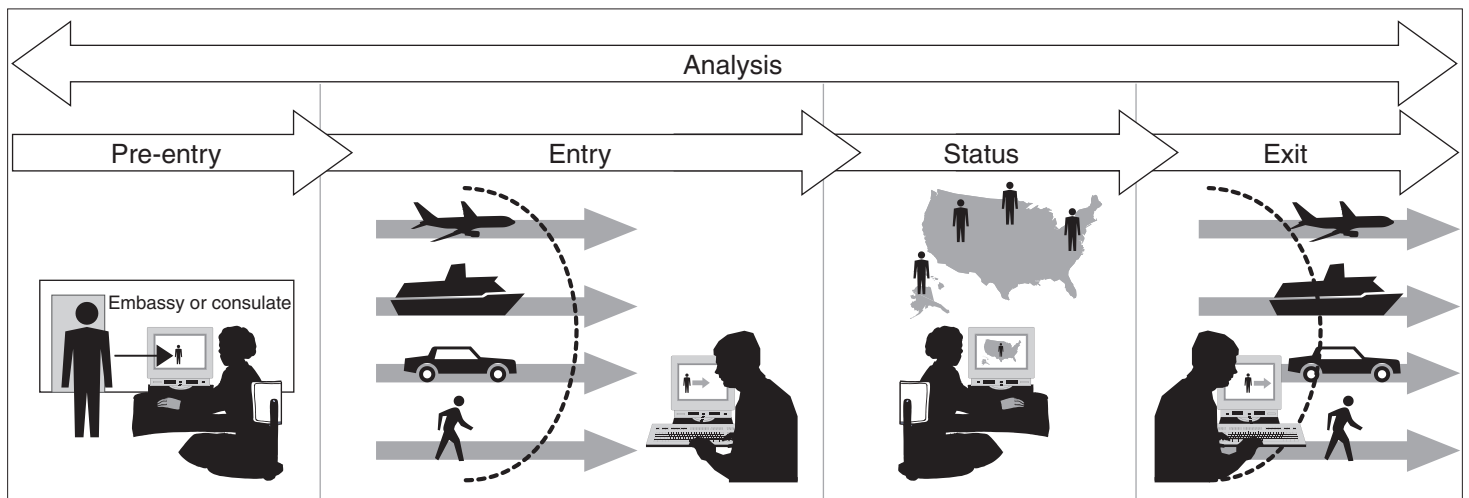 Analysis
Pre-entry
Entry
Status
Exit
Embassy or consulate